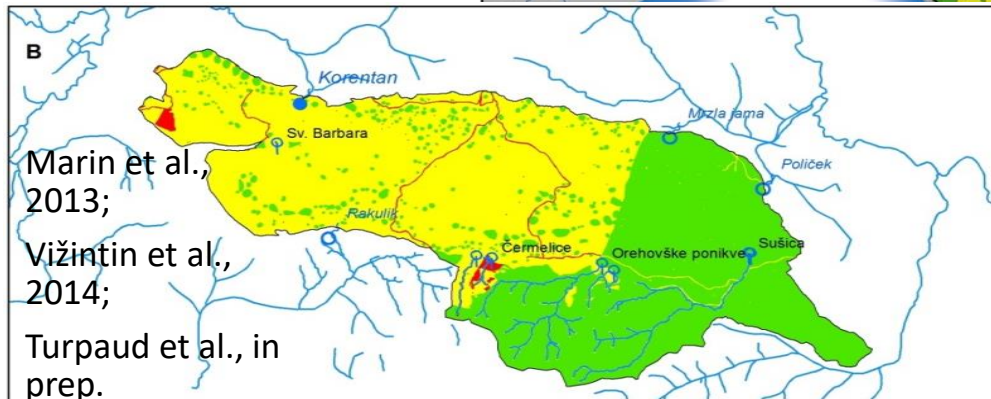 B
Korentan
Sv. Barbara
Mrzla jama
Poliček
Rakulik
Čermelice
Orehovške ponikve
Sušica
Marin et al.,
2013;
Vižintin et al.,
2014;
Turpaud et al., in
prep.